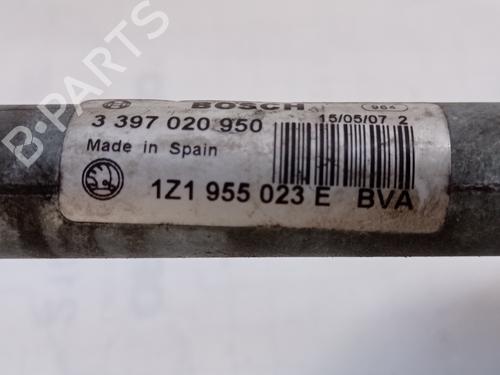 BOSCH 984
3 397 020 950 15/05/07 2
Made in Spain
1Z1 955 023 E BVA
B-PARTS